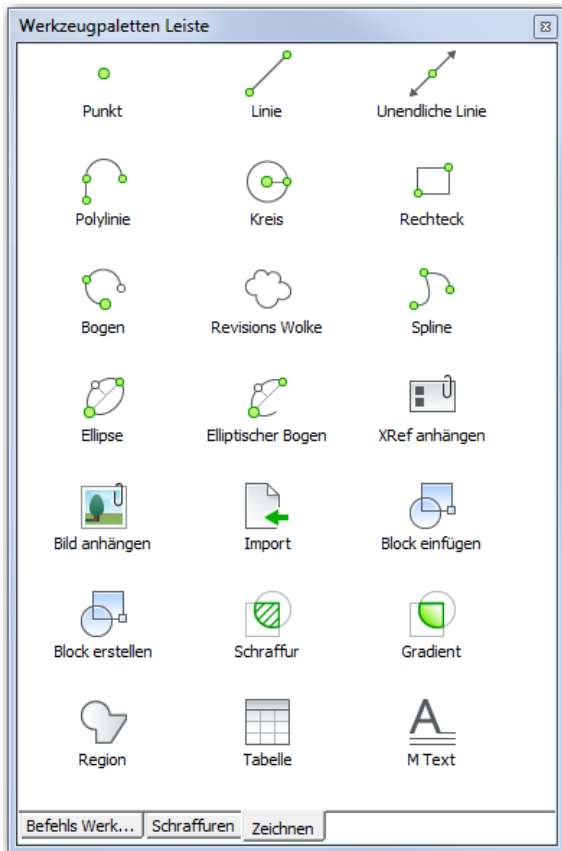 Werkzeugpaletten Leiste
Punkt
Linie
Unendliche Linie
Polylinie
Kreis
Rechteck
Bogen
Revisions Wolke
Spline
Ellipse
Elliptischer Bogen
XRef anhängen
Bild anhängen
Import
Block einfügen
Block erstellen
Schraffur
Gradient
Region
Tabelle
A
M Text
Befehls Werk...
Schraffuren
Zeichnen